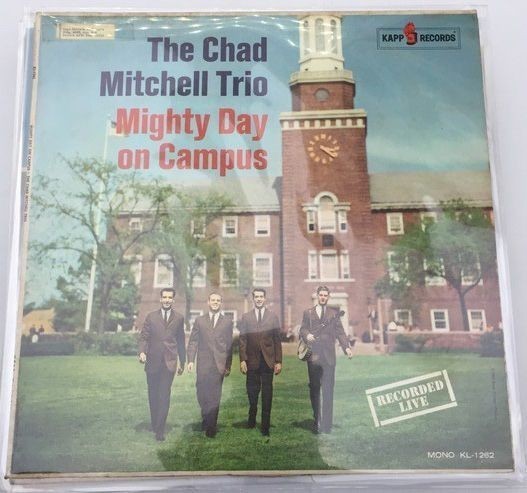 The Chad
Mitchell Trio
Mighty Day
on Campus
KAPP RECORDS
RECORDED
LIVE
MONO KL-1262